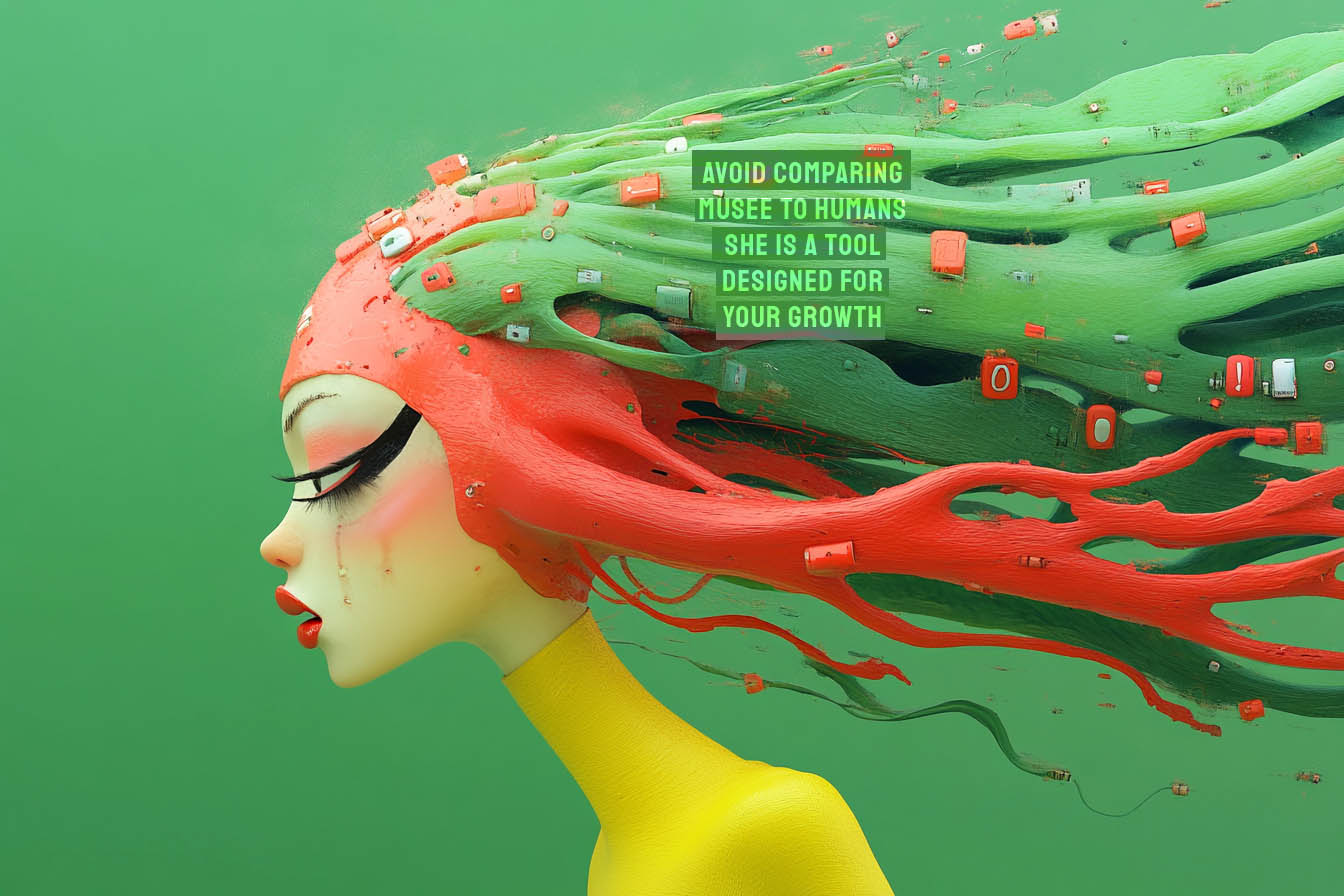 AVOID COMPARING
MUSEE TO HUMANS
SHE IS A TOOL
DESIGNED FOR
YOUR GROWTH
O
!